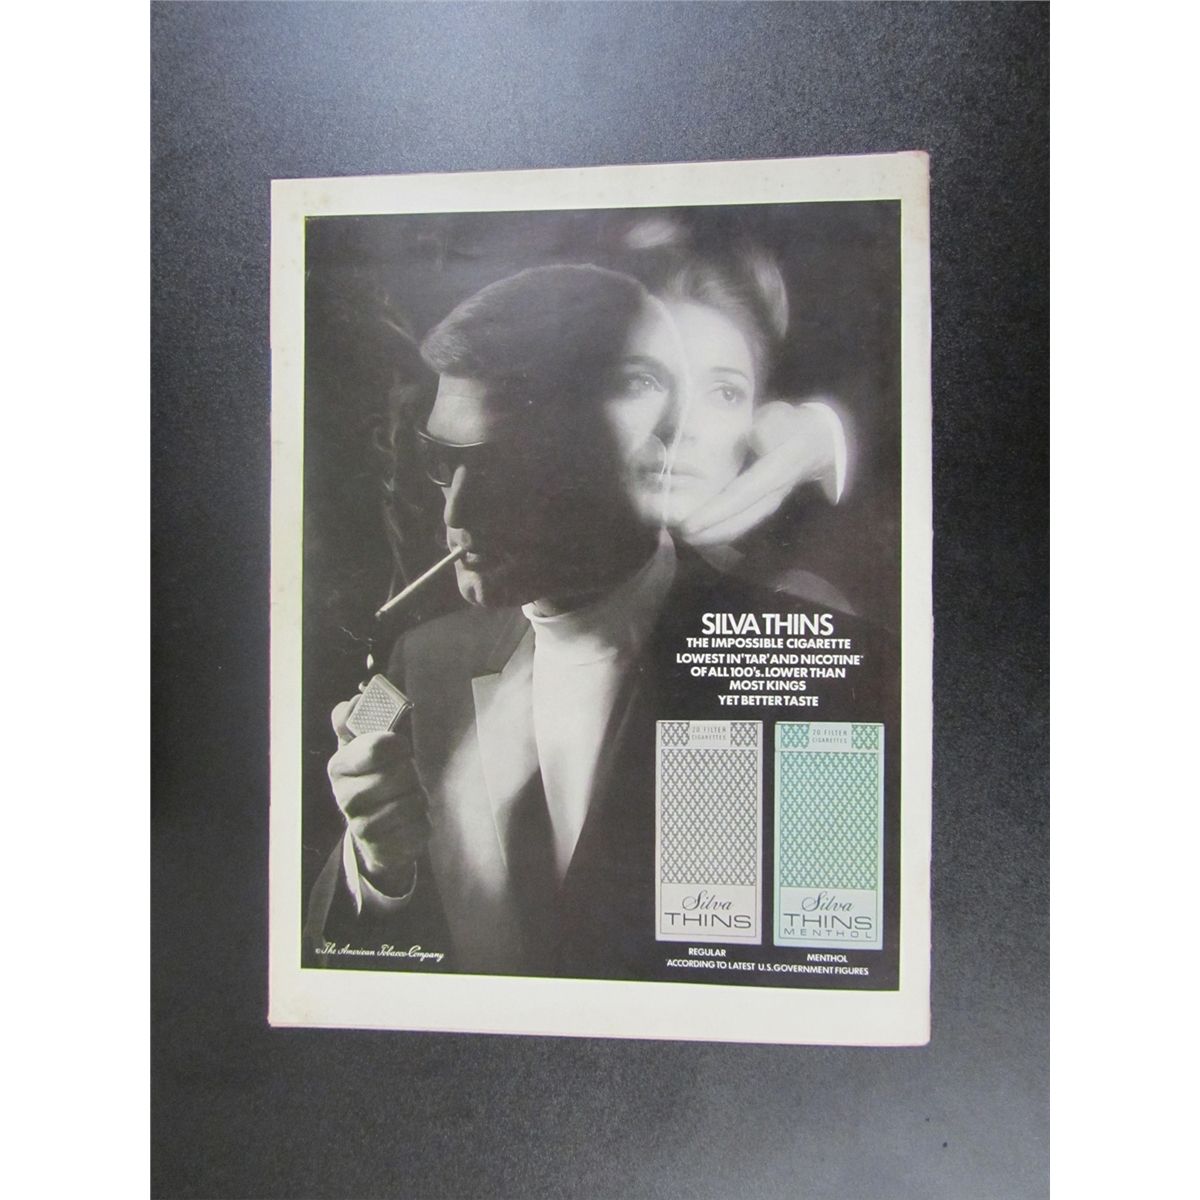 SILVA THINS
THE IMPOSSIBLE CIGARETTE
LOWEST IN 'TAR' AND NICOTINE*
OF ALL 100's. LOWER THAN
MOST KINGS
YET BETTER TASTE
20 FILTER
CIGARETTES
Silva
THINS
20 FILTER
CIGARETTES
Silva
THINS
MENTHOL
REGULAR
MENTHOL
*ACCORDING TO LATEST U.S. GOVERNMENT FIGURES
© The American Tobacco Company